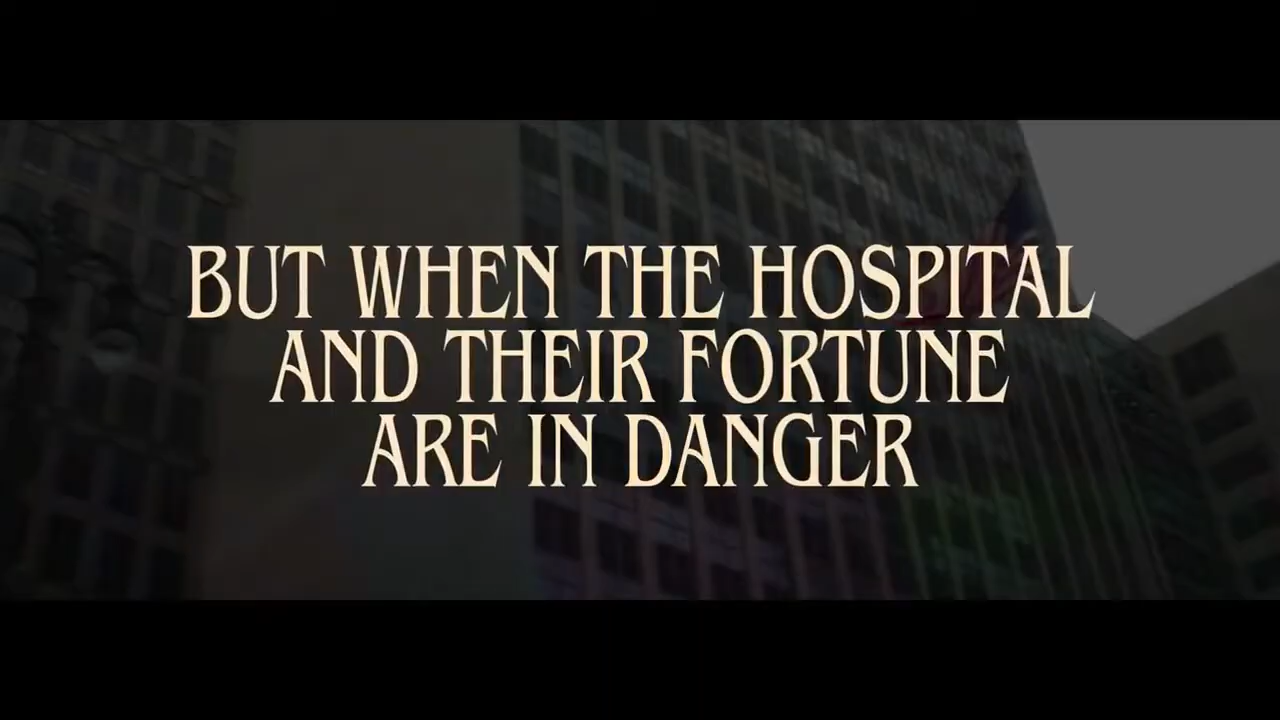 BUT WHEN THE HOSPITAL
AND THEIR FORTUNE
ARE IN DANGER